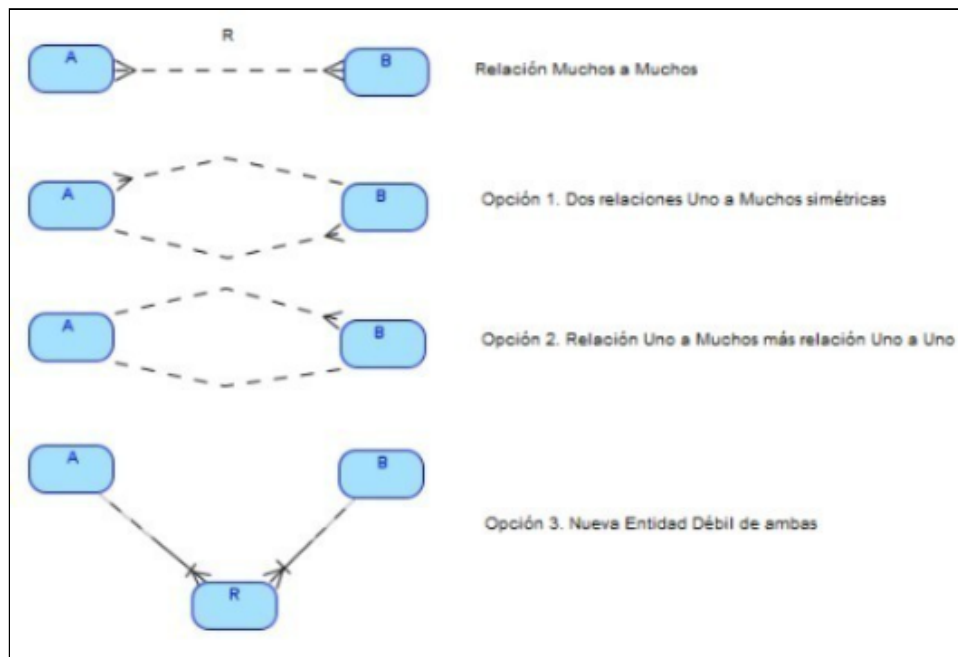 R
A
B
Relación Muchos a Muchos
A
B
Opción 1. Dos relaciones Uno a Muchos simétricas
A
B
Opción 2. Relación Uno a Muchos más relación Uno a Uno
A
B
Opción 3. Nueva Entidad Débil de ambas
R